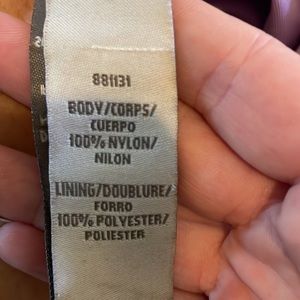 881131
BODY/CORPS/
CUERPO
100% NYLON/
NILON
LINING/DOUBLURE/
FORRO
100% POLYESTER/
POLIESTER